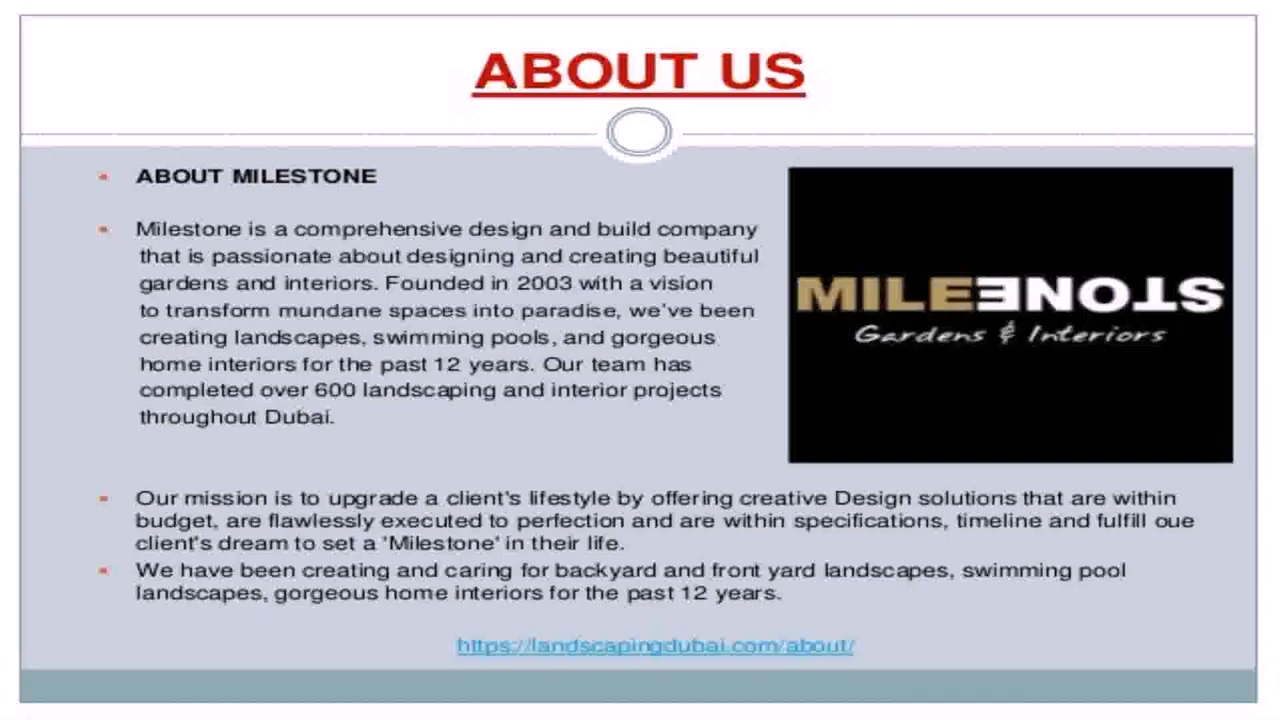 ABOUT US
ABOUT MILESTONE
Milestone is a comprehensive design and build company
that is passionate about designing and creating beautiful
gardens and interiors. Founded in 2003 with a vision
to transform mundane spaces into paradise, we've been
creating landscapes, swimming pools, and gorgeous
home interiors for the past 12 years. Our team has
completed over 600 landscaping and interior projects
throughout Dubai.
MILESTONE
Gardens & Interiors
Our mission is to upgrade a client's lifestyle by offering creative Design solutions that are within
budget, are flawlessly executed to perfection and are within specifications, timeline and fulfill oue
client's dream to set a 'Milestone' in their life.
We have been creating and caring for backyard and front yard landscapes, swimming pool
landscapes, gorgeous home interiors for the past 12 years.
https://landscapingdubai.com/about/